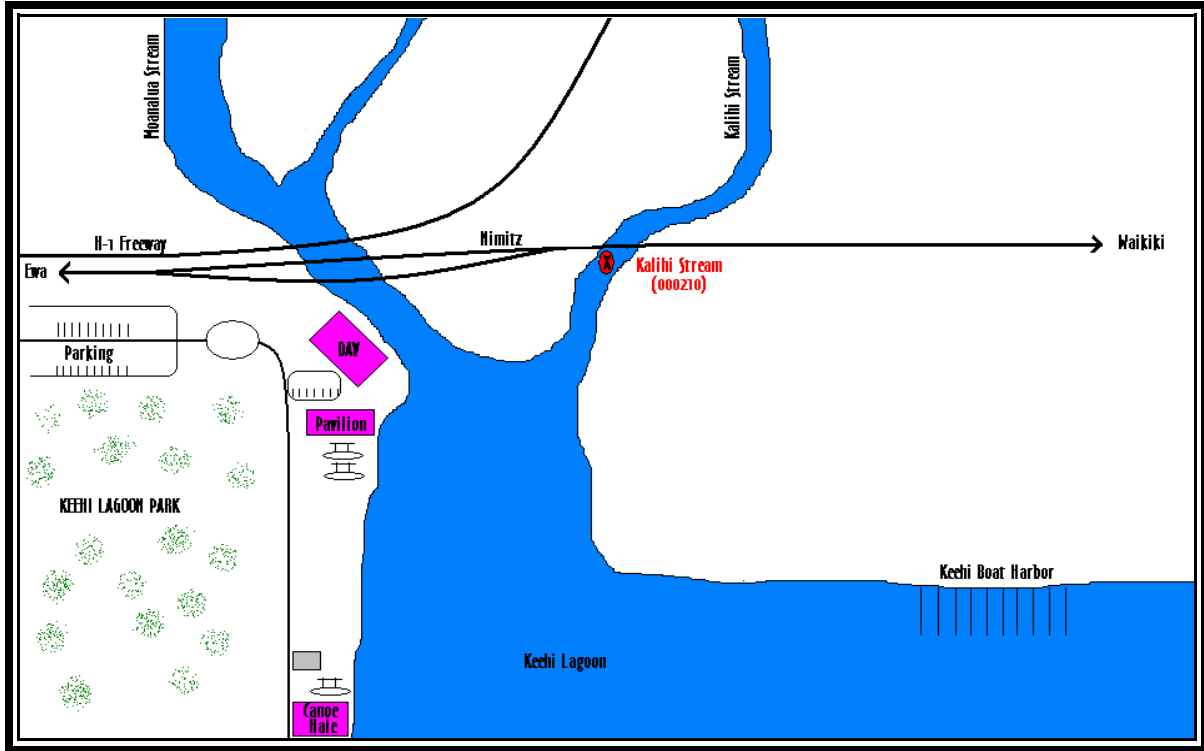 Moanalua Stream
Kalihi Stream
H-1 Freeway
Nimitz
Waikiki
Ewa
Kalihi Stream
(000210)
X
Parking
DAV
Pavilion
KEEHI LAGOON PARK
Keehi Boat Harbor
Keehi Lagoon
Canoe
Hale